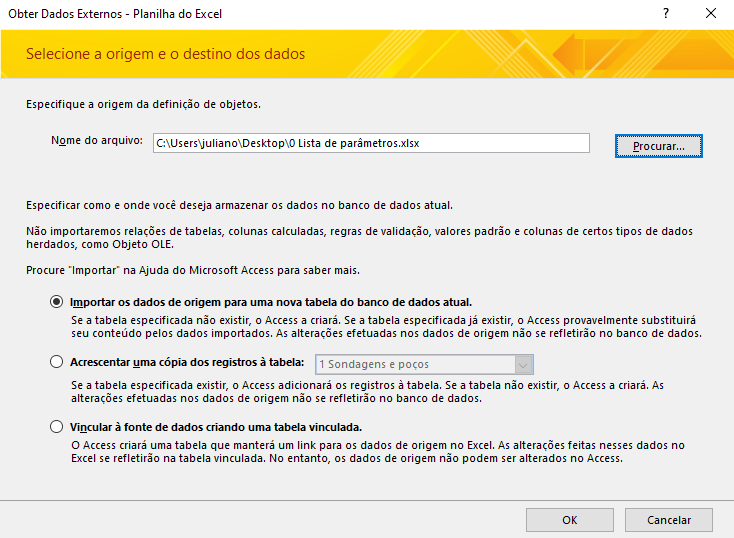 Obter Dados Externos - Planilha do Excel
Selecione a origem e o destino dos dados
Especifique a origem da definição de objetos.
Nome do arquivo: C:\Users\juliano\Desktop\0 Lista de parâmetros.xlsx Procurar...
Especificar como e onde você deseja armazenar os dados no banco de dados atual.
Não importaremos relações de tabelas, colunas calculadas, regras de validação, valores padrão e colunas de certos tipos de dados
herdados, como Objeto OLE.
Procure "Importar" na Ajuda do Microsoft Access para saber mais.
Importar os dados de origem para uma nova tabela do banco de dados atual.
Se a tabela especificada não existir, o Access a criará. Se a tabela especificada já existir, o Access provavelmente substituirá
seu conteúdo pelos dados importados. As alterações efetuadas nos dados de origem não se refletirão no banco de dados.
Acrescentar uma cópia dos registros à tabela: 1 Sondagens e poços
Se a tabela especificada existir, o Access adicionará os registros à tabela. Se a tabela não existir, o Access a criará. As
alterações efetuadas nos dados de origem não se refletirão no banco de dados.
Vincular à fonte de dados criando uma tabela vinculada.
O Access criará uma tabela que manterá um link para os dados de origem no Excel. As alterações feitas nesses dados no
Excel se refletirão na tabela vinculada. No entanto, os dados de origem não podem ser alterados no Access.
OK Cancelar